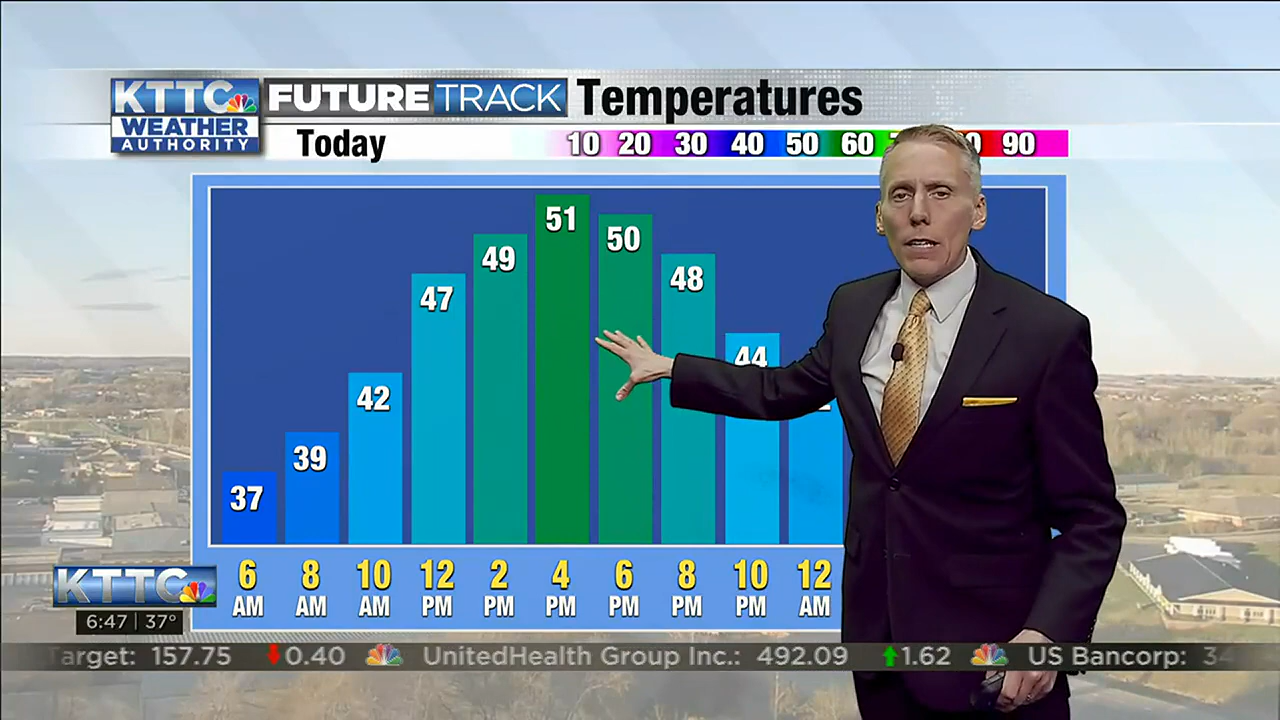 KTTC
WEATHER
AUTHORITY
FUTURE TRACK Temperatures
Today
10 20 30 40 50 60 90
51
50
49
48
47
44
42
39
37
6 8 10 12 2 4 6 8 10 12
AM AM AM PM PM PM PM PM PM AM
KTTC
6:47 37°
Target: 157.75 0.40 UnitedHealth Group Inc.: 492.09 1.62 US Bancorp: 34